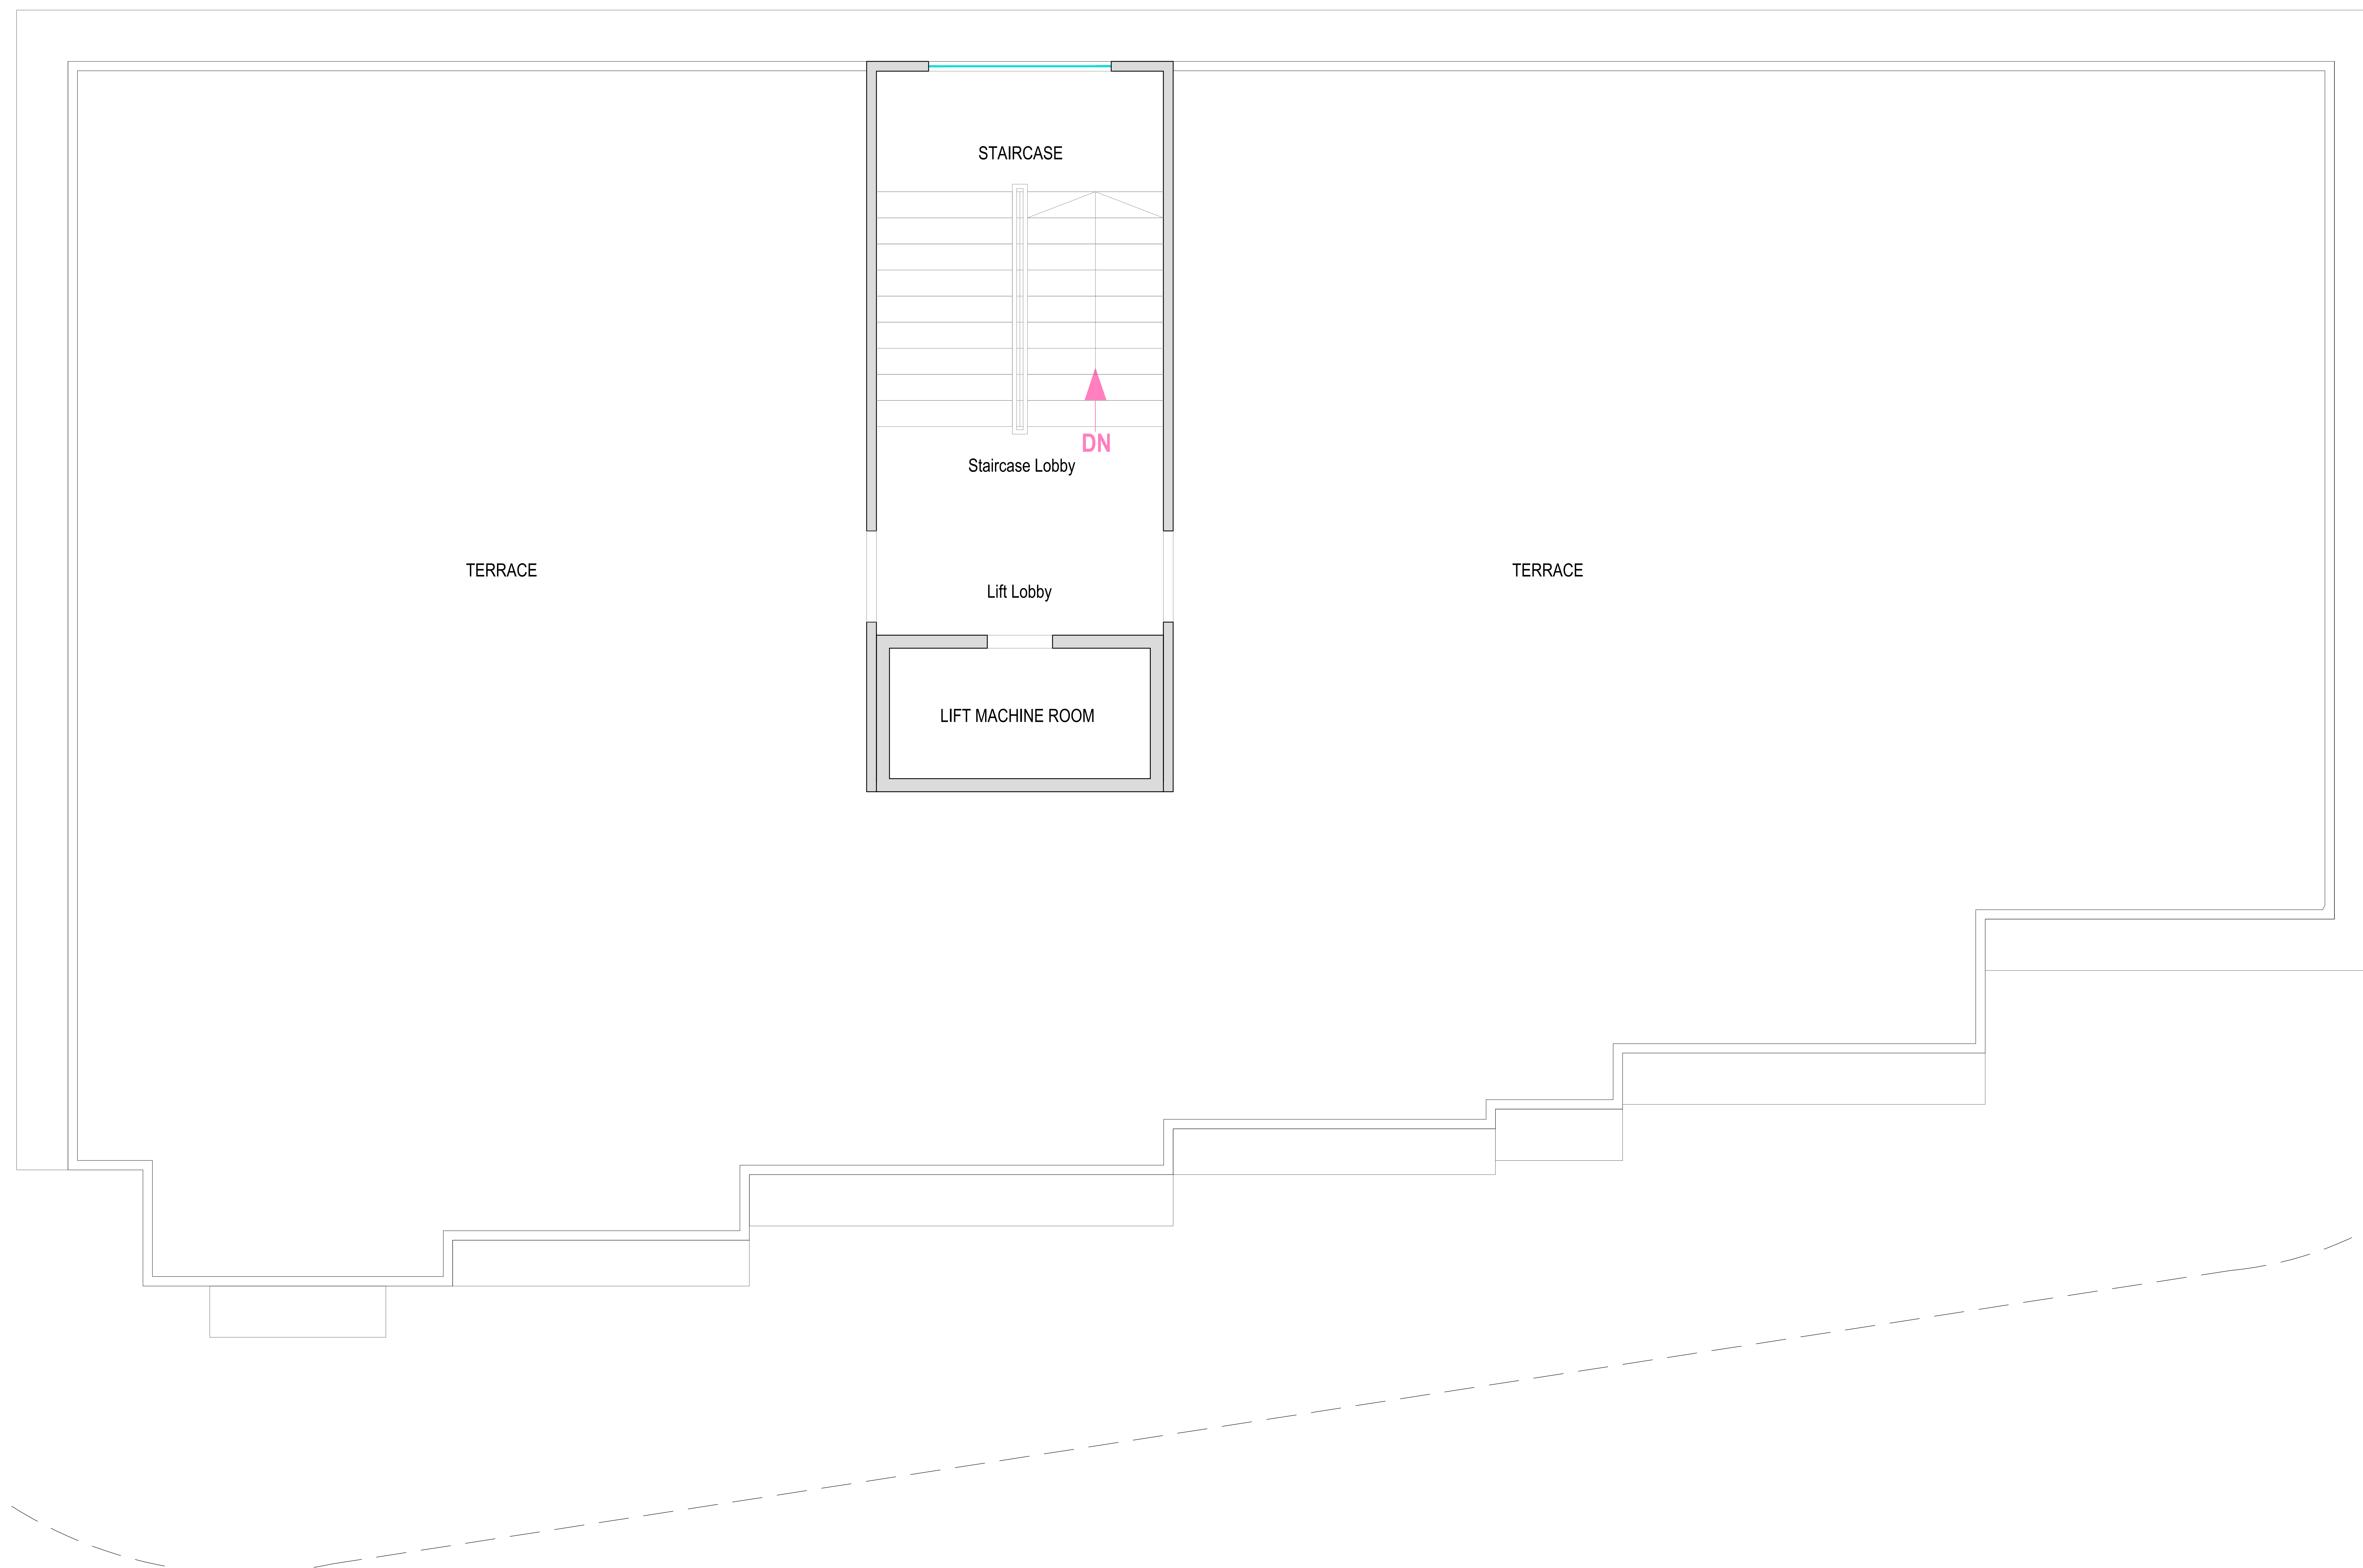 STAIRCASE
DN
Staircase Lobby
TERRACE
TERRACE
Lift Lobby
LIFT MACHINE ROOM